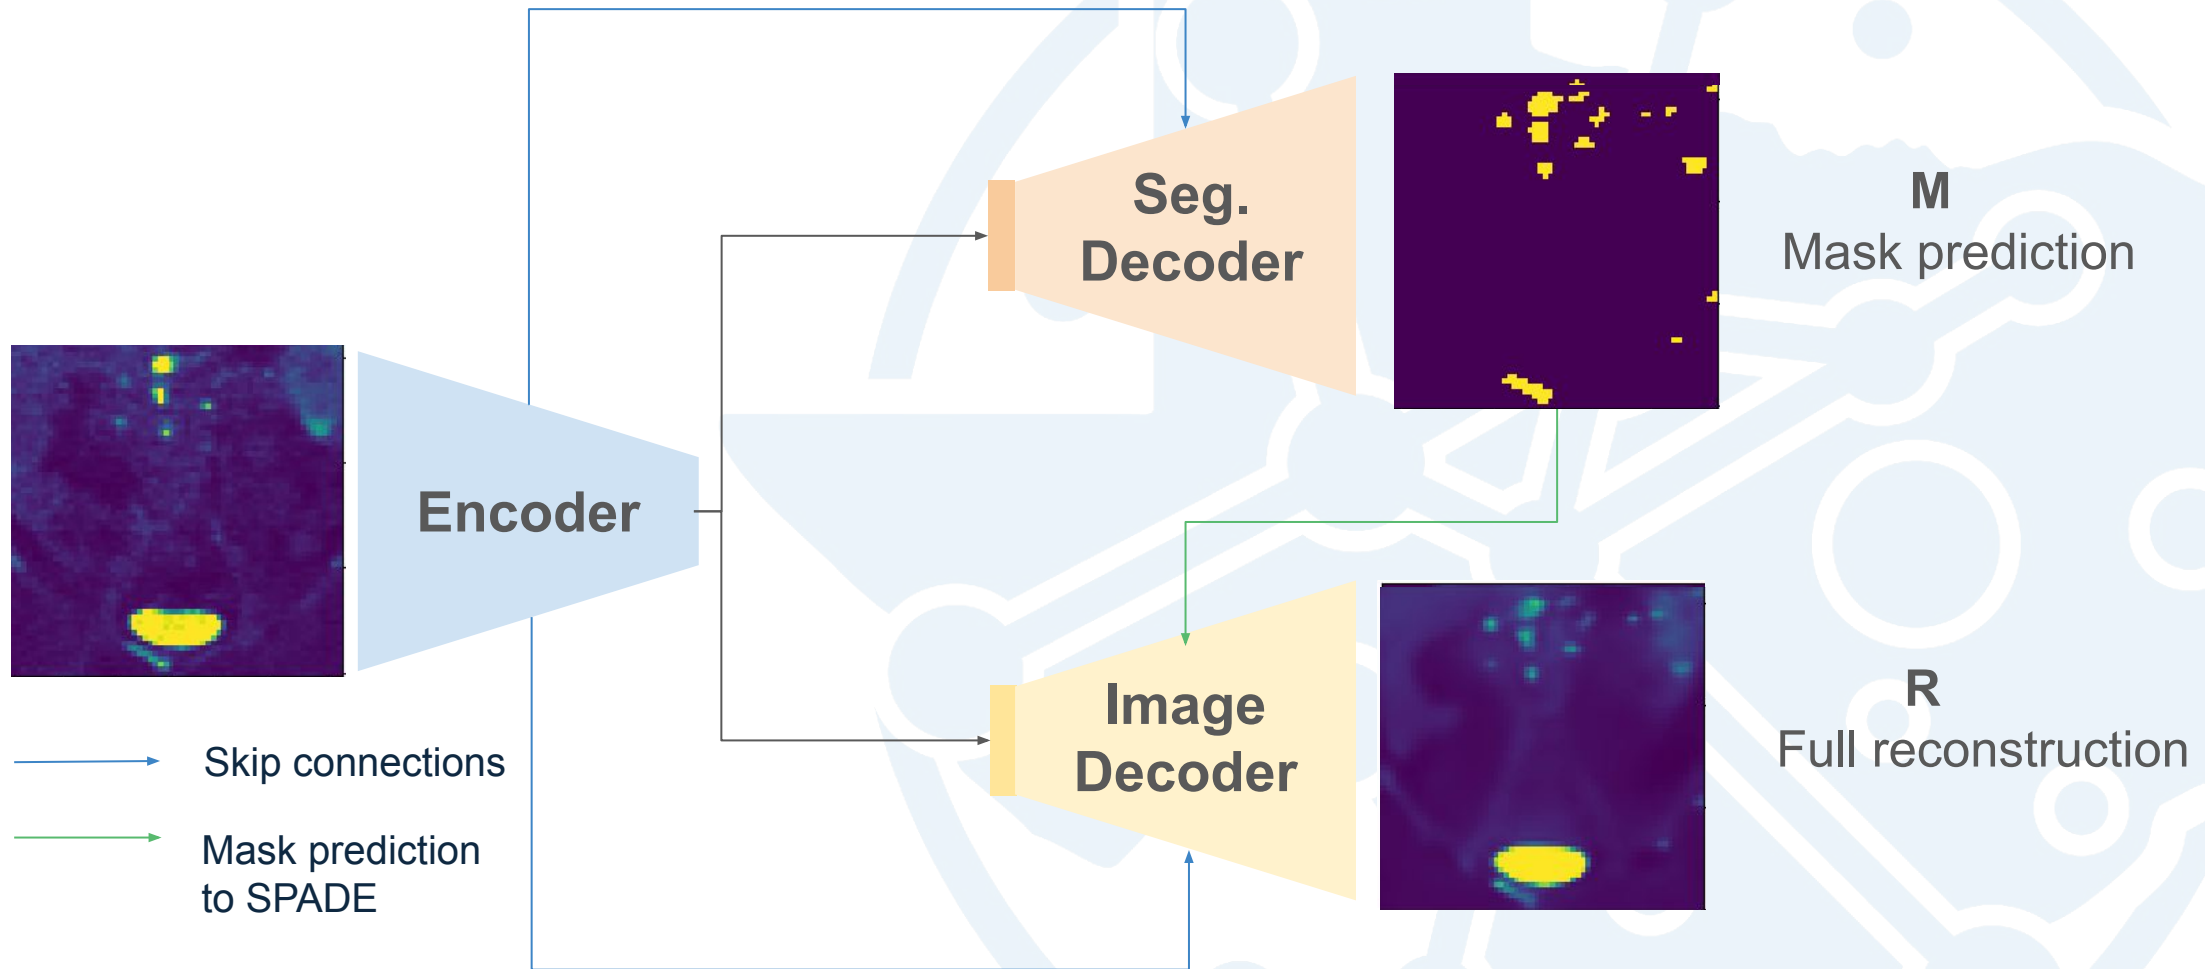 Seg.
Decoder
M
Mask prediction
Encoder
Image
Decoder
R
Full reconstruction
Skip connections
Mask prediction
to SPADE